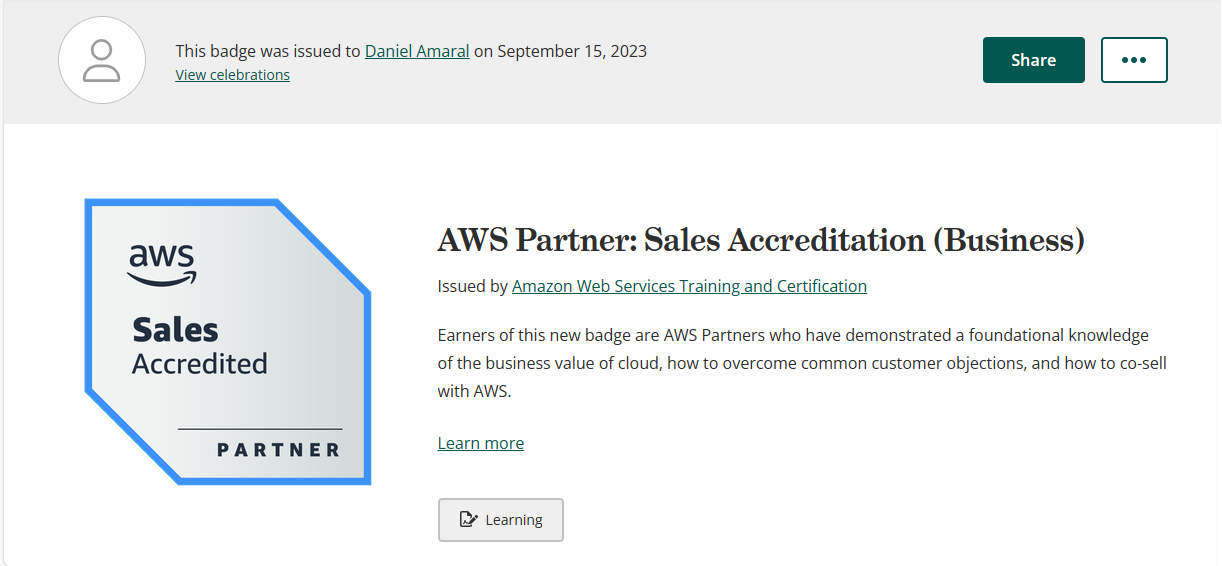 This badge was issued to Daniel Amaral on September 15, 2023
View celebrations
Share
aws
Sales
Accredited
PARTNER
AWS Partner: Sales Accreditation (Business)
Issued by Amazon Web Services Training and Certification
Earners of this new badge are AWS Partners who have demonstrated a foundational knowledge
of the business value of cloud, how to overcome common customer objections, and how to co-sell
with AWS.
Learn more
Learning